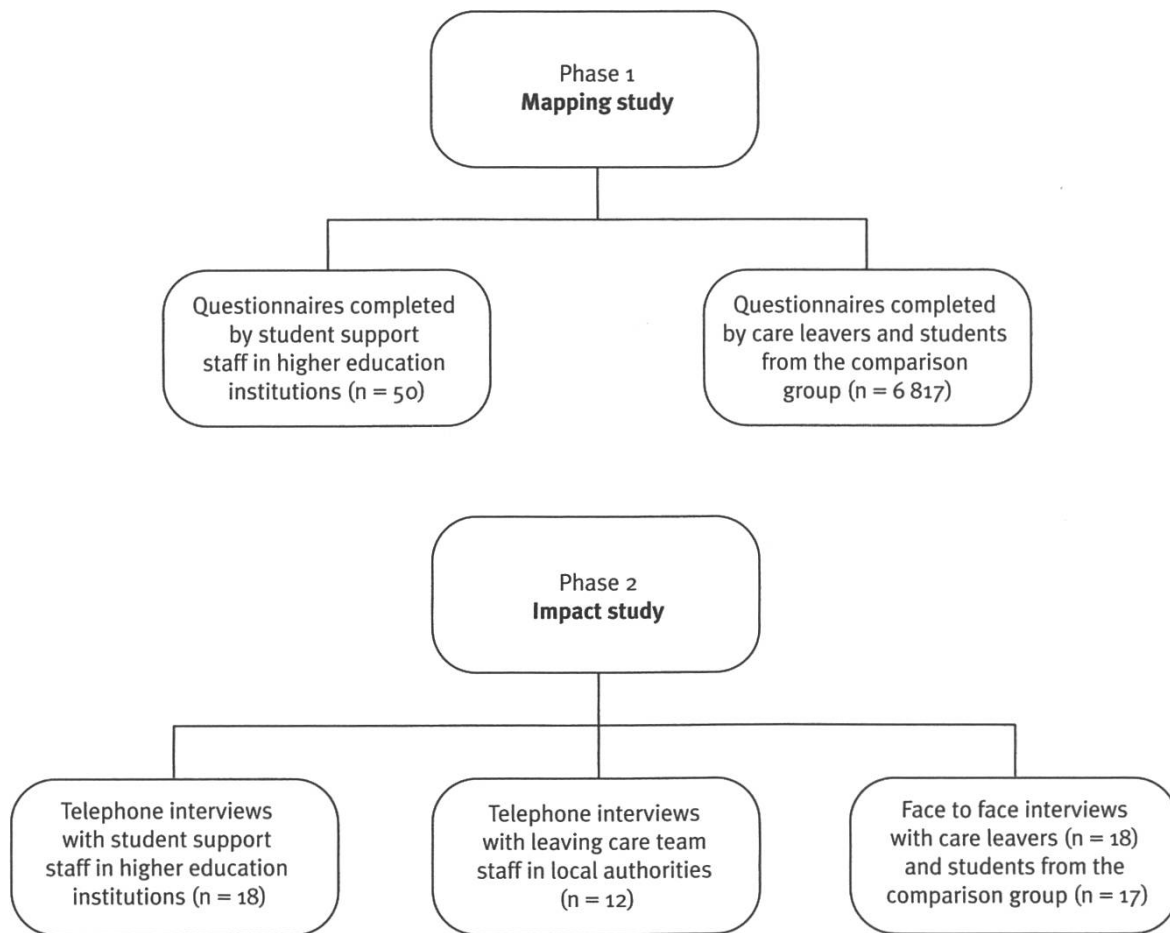 Phase 1
Mapping study
Questionnaires completed
by student support
staff in higher education
institutions (n = 50)
Questionnaires completed
by care leavers and students
from the comparison
group (n = 6 817)
Phase 2
Impact study
Telephone interviews
with student support
staff in higher education
institutions (n = 18)
Telephone interviews
with leaving care team
staff in local authorities
(n = 12)
Face to face interviews
with care leavers (n = 18)
and students from the
comparison group (n = 17)